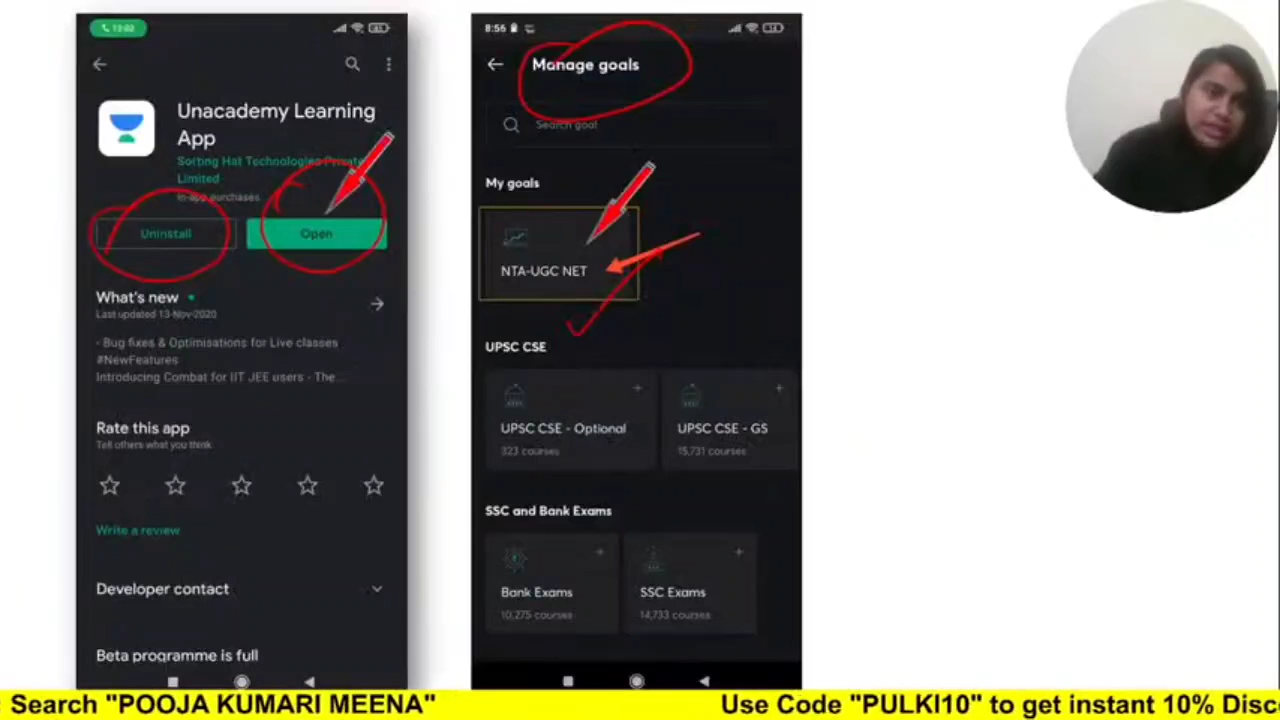 13:02
Unacademy Learning
App
Sorting Hat Technologies Private
Limited
In-app purchases
Uninstall
Open
What's new
Last updated 13-Nov-2020
- Bug fixes & Optimisations for Live classes
#NewFeatures
Introducing Combat for IIT JEE users - The...
Rate this app
Tell others what you think
Write a review
Developer contact
Beta programme is full
8:56
Manage goals
Search goal
My goals
NTA-UGC NET
UPSC CSE
UPSC CSE - Optional
323 courses
UPSC CSE - GS
15,731 courses
SSC and Bank Exams
Bank Exams
10,275 courses
SSC Exams
14,733 courses
: Search "POOJA KUMARI MEENA"
Use Code "PULKI10" to get instant 10% Disc